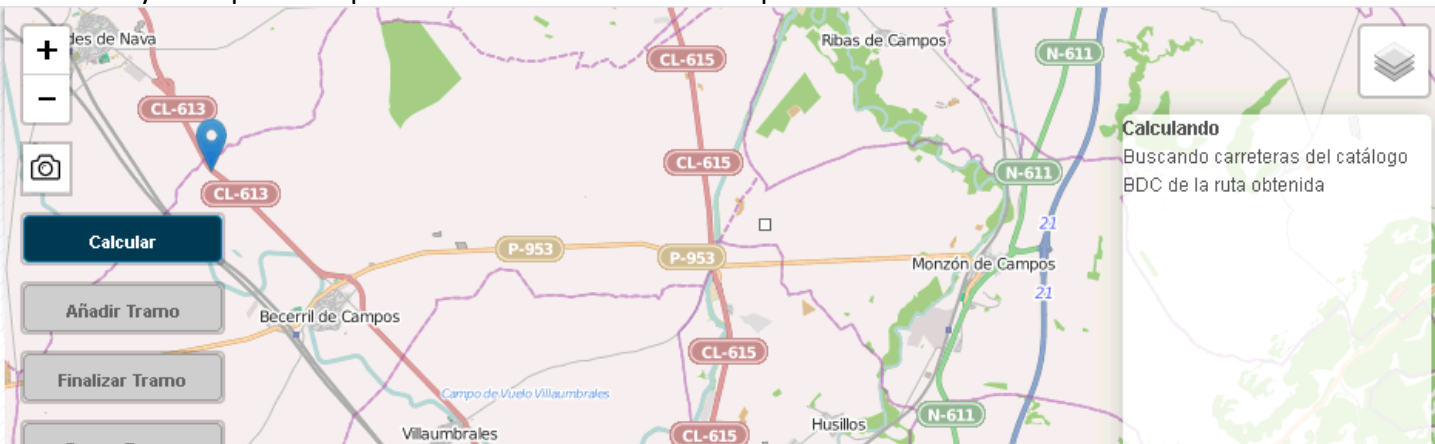 des de Nava
CL-615
Ribas de Campos
N-611
CL-613
Calculando
Buscando carreteras del catálogo
BDC de la ruta obtenida
CL-615
N-611
CL-613
Calcular
21
P-953
P-953
Monzón de Campos
21
Añadir Tramo
Becerril de Campos
CL-615
Finalizar Tramo
Campo de Vuelo Villaumbrales
N-611
Husillos
Villaumbrales
CL-615